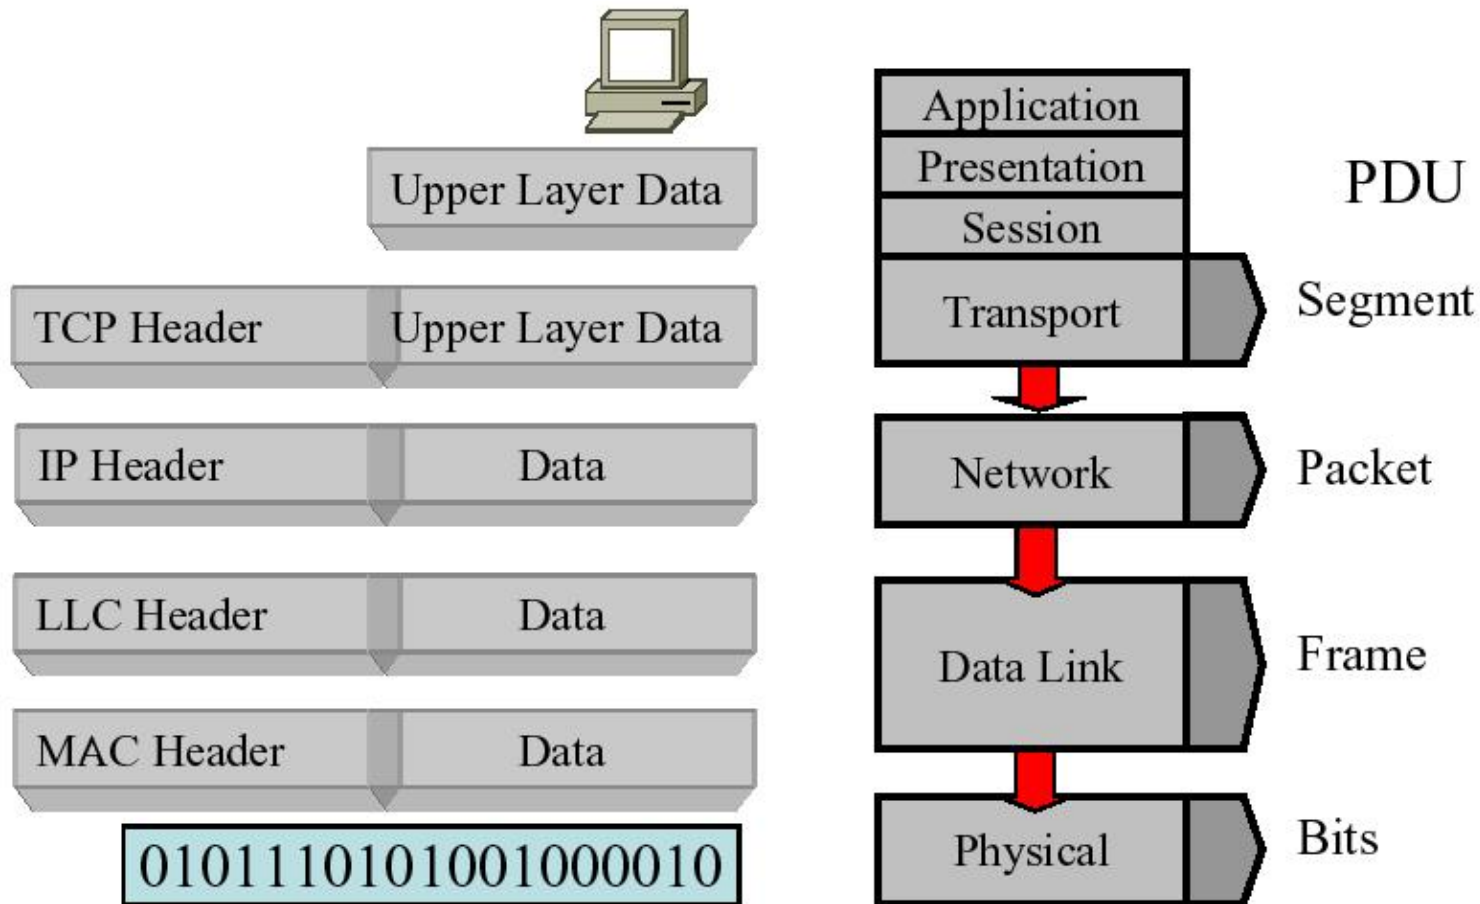 Upper Layer Data
TCP Header
Upper Layer Data
IP Header
Data
LLC Header
Data
MAC Header
Data
0101110101001000010
Application
Presentation
Session
Transport
Network
Data Link
Physical
PDU
Segment
Packet
Frame
Bits